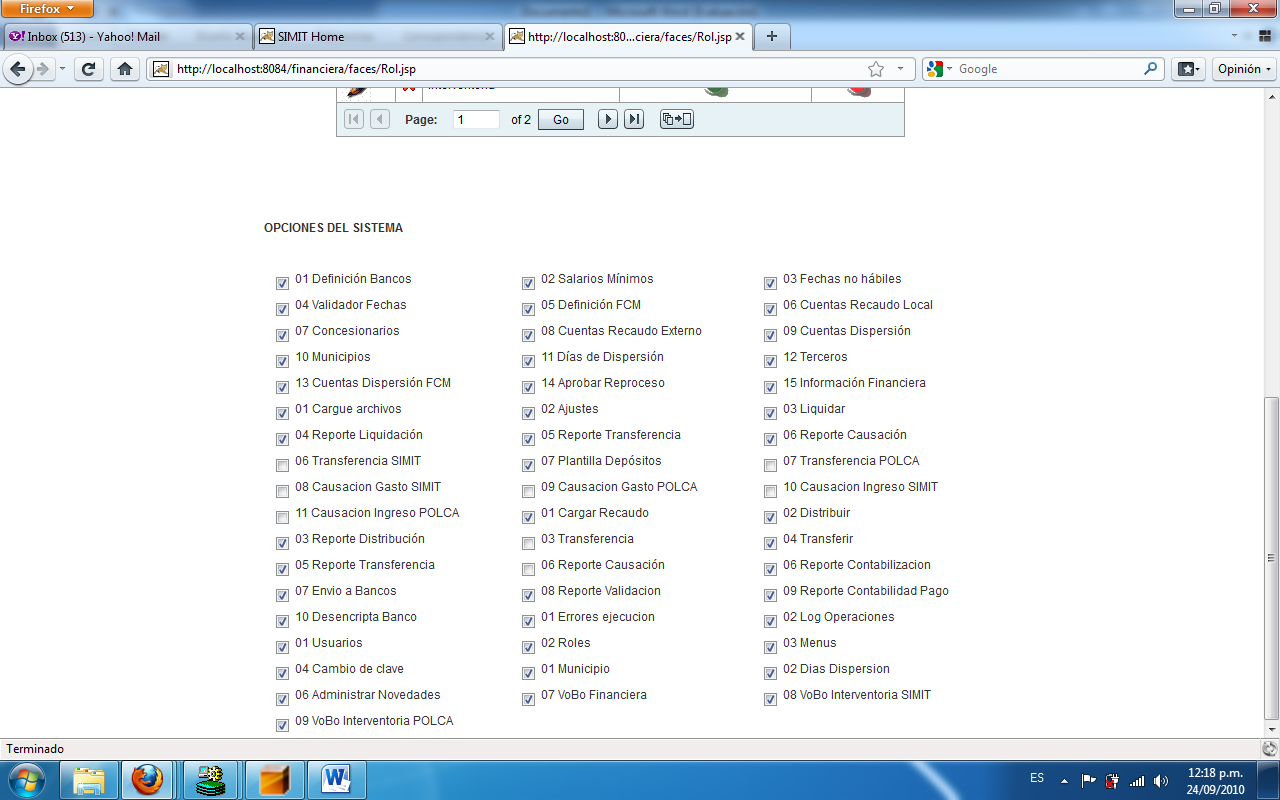 Firefox
Inbox (513) - Yahoo! Mail
SIMIT Home
http://localhost:80...ciera/faces/Rol.jsp
http://localhost:8084/financiera/faces/Rol.jsp
Google
Opinión
Page: 1 of 2 Go
OPCIONES DEL SISTEMA
01 Definición Bancos 02 Salarios Mínimos 03 Fechas no hábiles
04 Validador Fechas 05 Definición FCM 06 Cuentas Recaudo Local
07 Concesionarios 08 Cuentas Recaudo Externo 09 Cuentas Dispersión
10 Municipios 11 Días de Dispersión 12 Terceros
13 Cuentas Dispersión FCM 14 Aprobar Reproceso 15 Información Financiera
01 Cargue archivos 02 Ajustes 03 Liquidar
04 Reporte Liquidación 05 Reporte Transferencia 06 Reporte Causación
06 Transferencia SIMIT 07 Plantilla Depósitos 07 Transferencia POLCA
08 Causacion Gasto SIMIT 09 Causacion Gasto POLCA 10 Causacion Ingreso SIMIT
11 Causacion Ingreso POLCA 01 Cargar Recaudo 02 Distribuir
03 Reporte Distribución 03 Transferencia 04 Transferir
05 Reporte Transferencia 06 Reporte Causación 06 Reporte Contabilizacion
07 Envio a Bancos 08 Reporte Validacion 09 Reporte Contabilidad Pago
10 Desencripta Banco 01 Errores ejecucion 02 Log Operaciones
01 Usuarios 02 Roles 03 Menus
04 Cambio de clave 01 Municipio 02 Dias Dispersion
06 Administrar Novedades 07 VoBo Financiera 08 VoBo Interventoria SIMIT
09 VoBo Interventoria POLCA
Terminado
ES
12:18 p.m.
24/09/2010